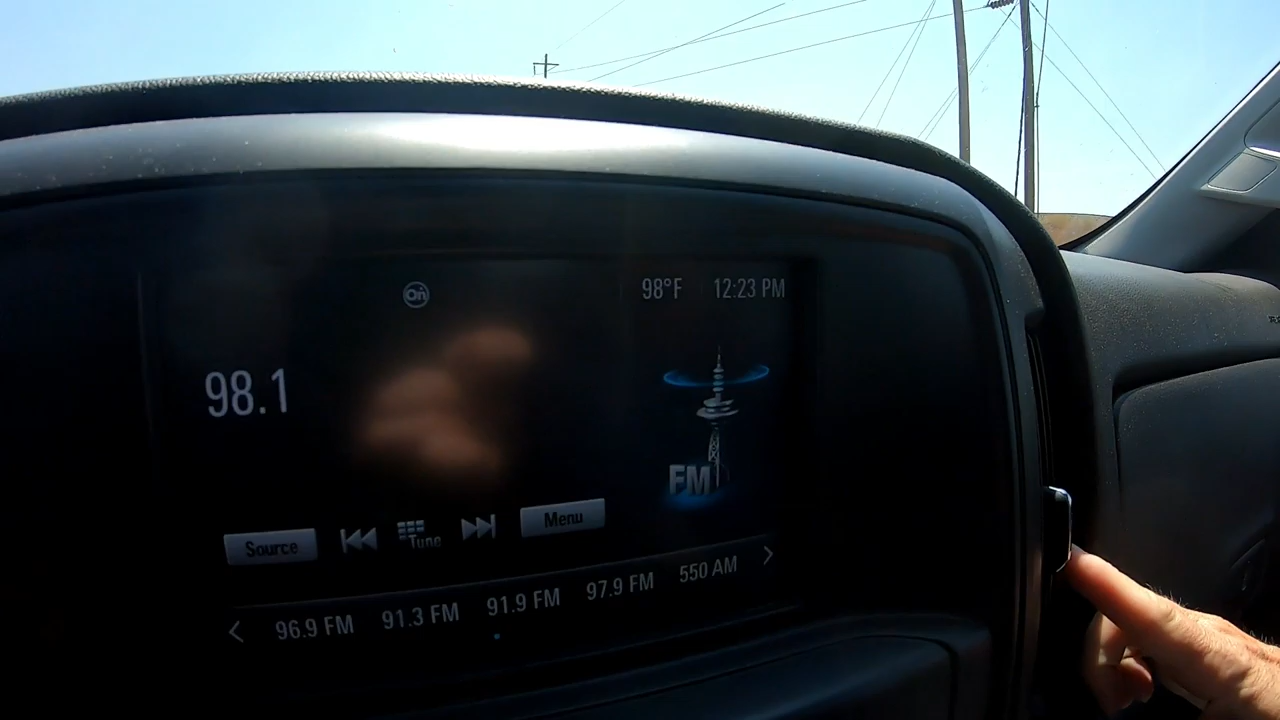 On
98°F 12:23 PM
98.1
FM
Source Tune Menu
96.9 FM 91.3 FM 91.9 FM 97.9 FM 550 AM